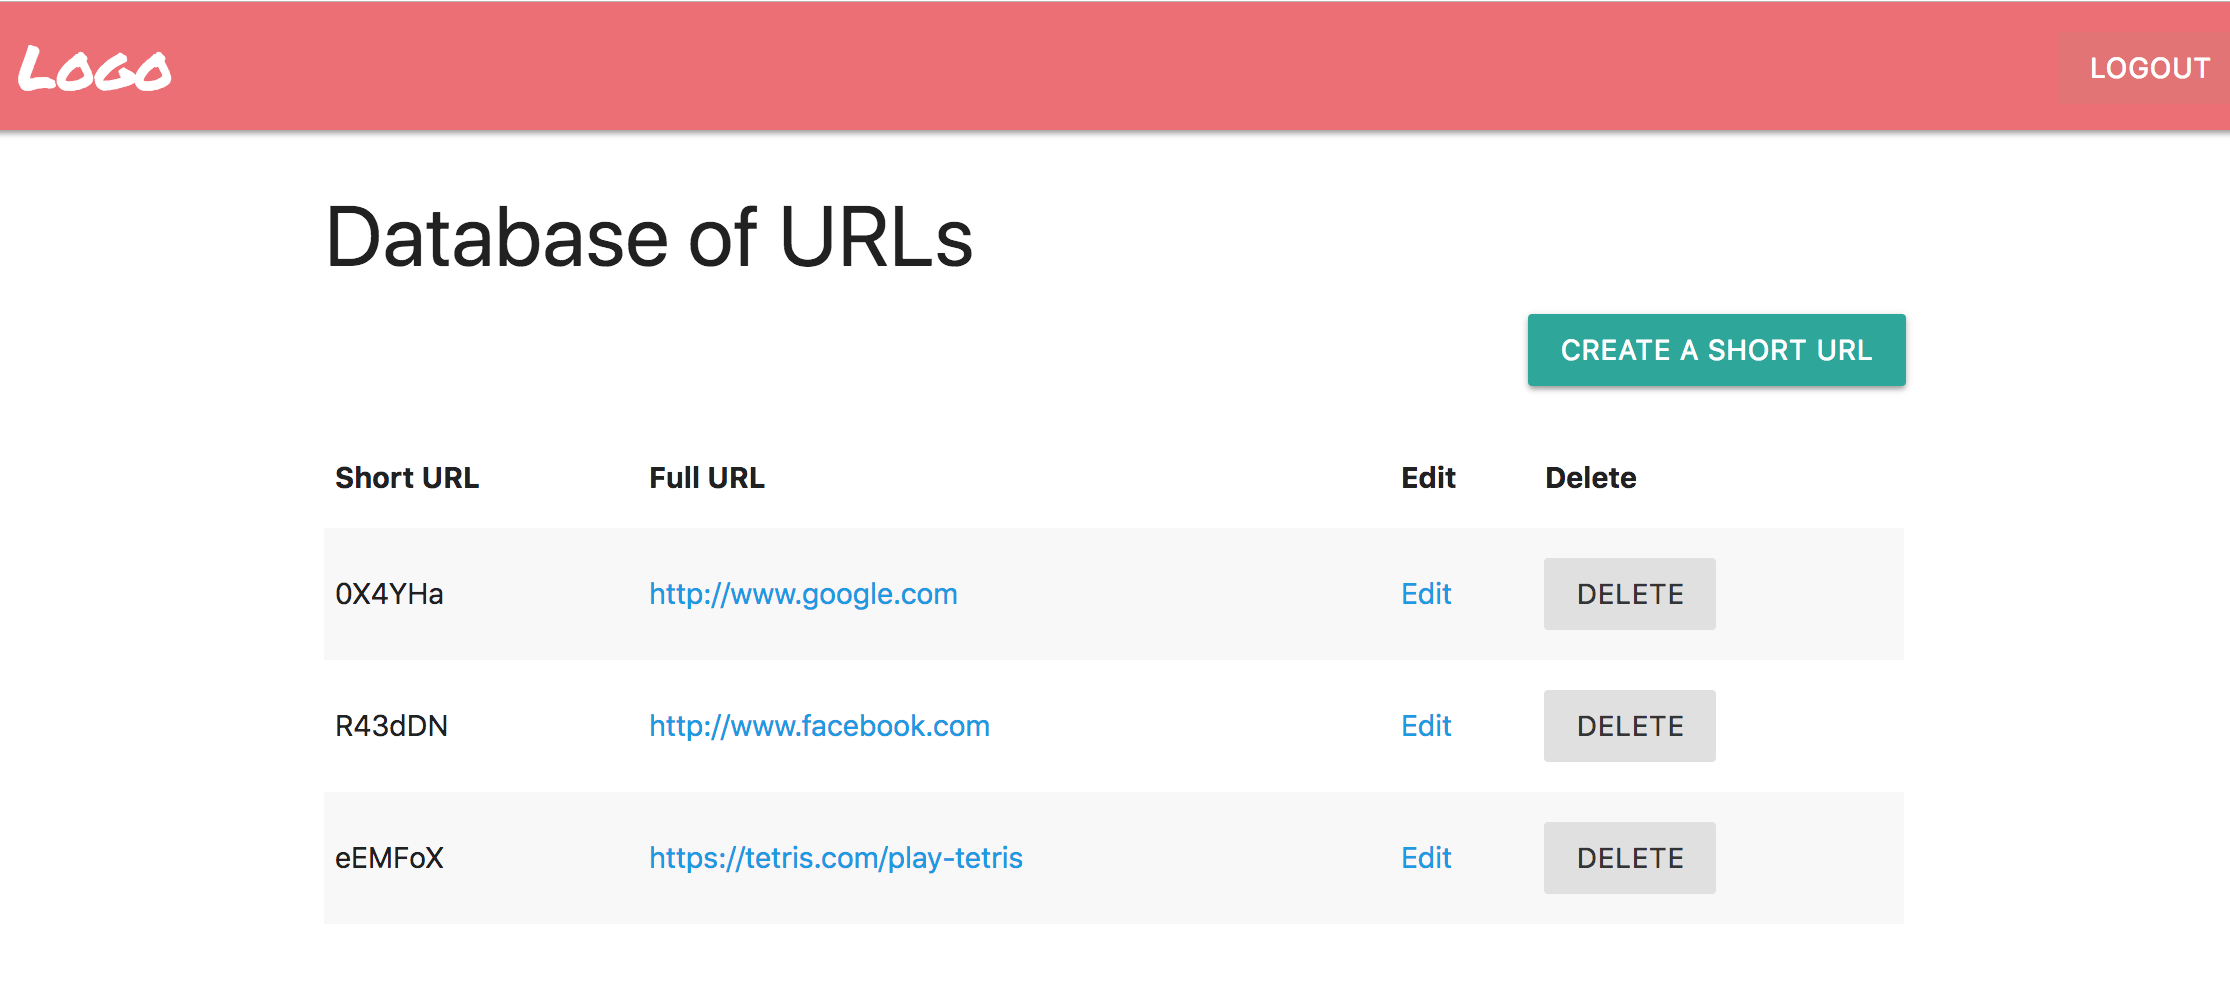 Logo
LOGOUT
Database of URLs
CREATE A SHORT URL
Short URL Full URL Edit Delete
0X4YHa http://www.google.com Edit DELETE
R43dDN http://www.facebook.com Edit DELETE
eEMFoX https://tetris.com/play-tetris Edit DELETE